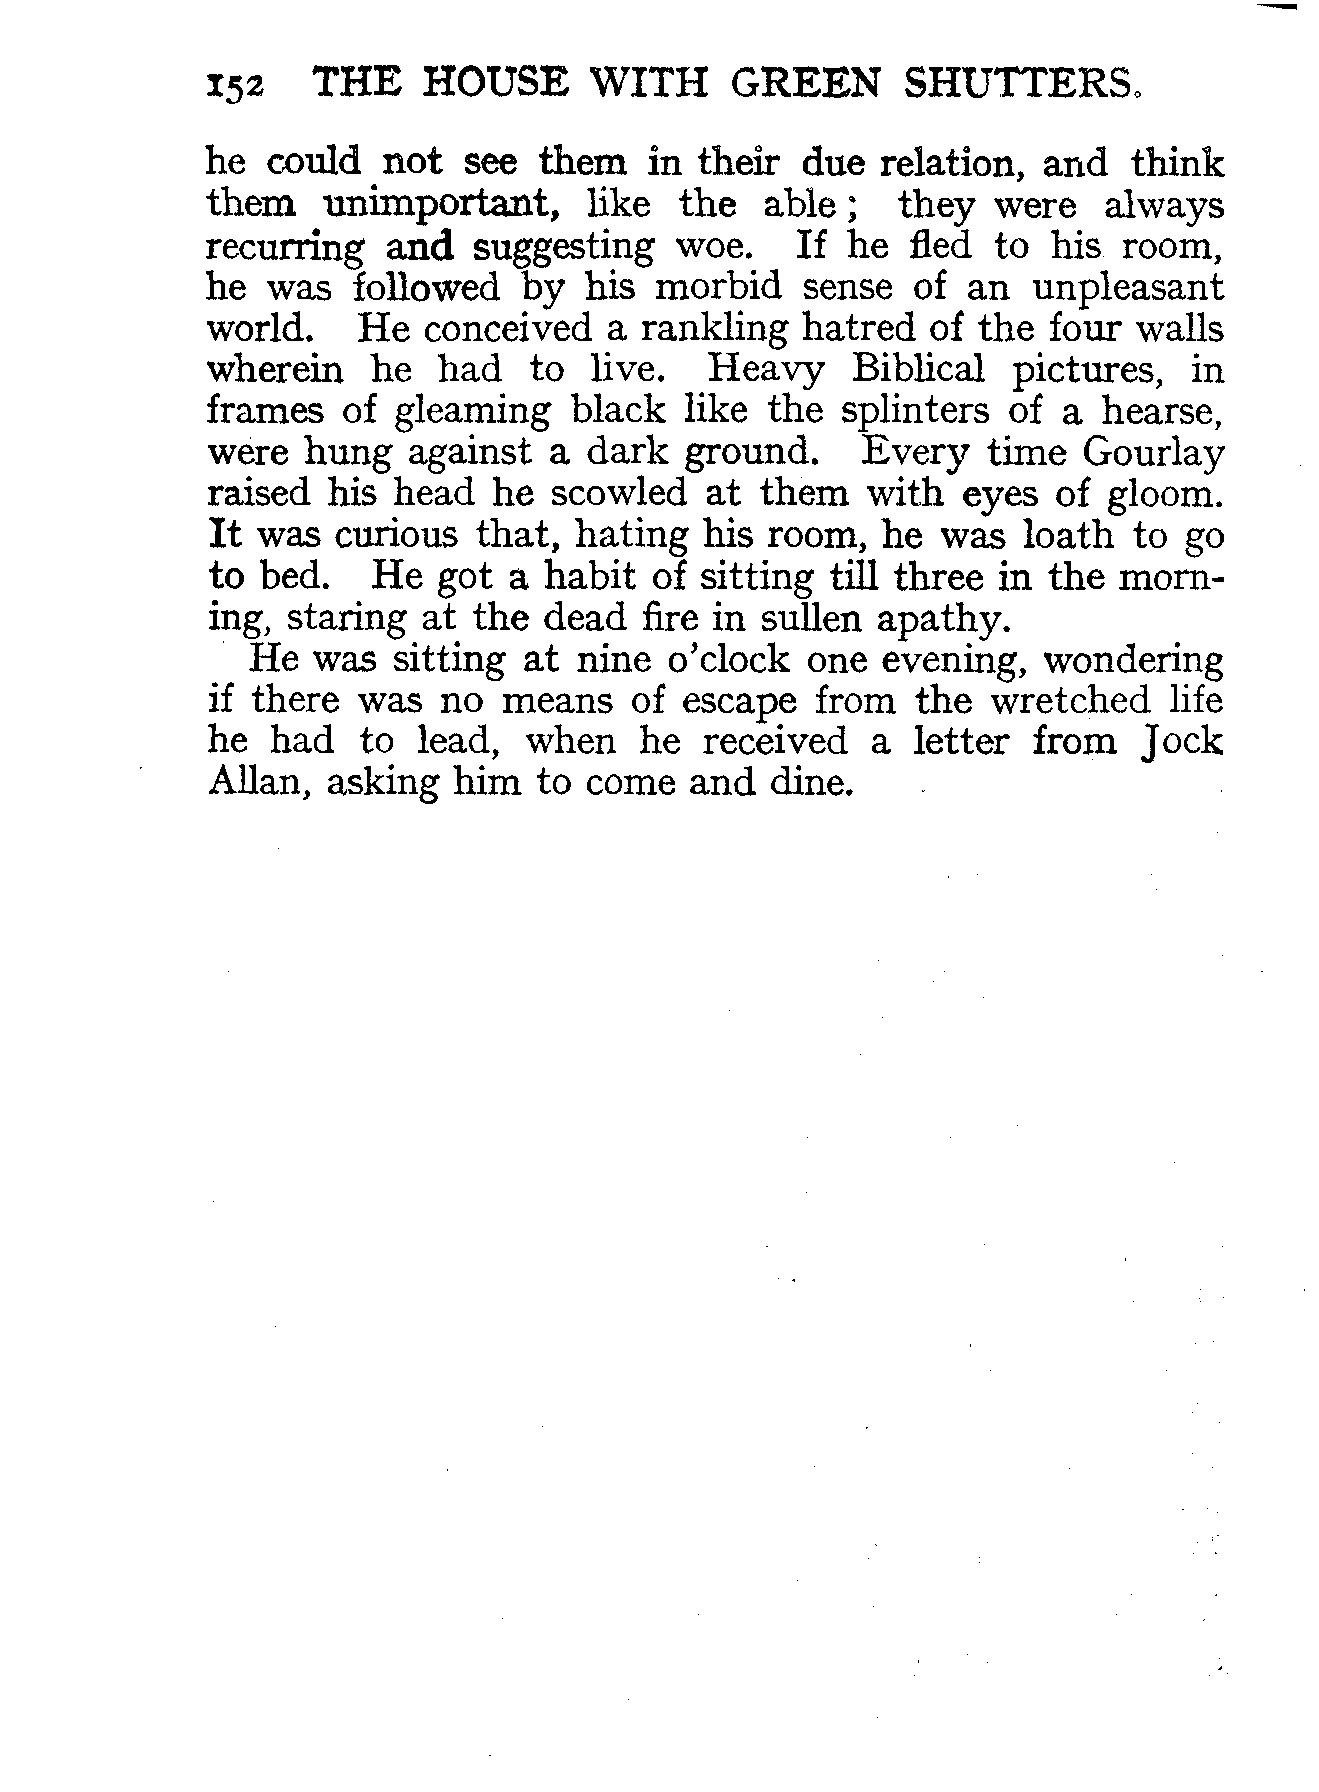 152 THE HOUSE WITH GREEN SHUTTERS.
he could not see them in their due relation, and think
them unimportant, like the able ; they were always
recurring and suggesting woe. If he fled to his room,
he was followed by his morbid sense of an unpleasant
world. He conceived a rankling hatred of the four walls
wherein he had to live. Heavy Biblical pictures, in
frames of gleaming black like the splinters of a hearse,
were hung against a dark ground. Every time Gourlay
raised his head he scowled at them with eyes of gloom.
It was curious that, hating his room, he was loath to go
to bed. He got a habit of sitting till three in the morn-
ing, staring at the dead fire in sullen apathy.
He was sitting at nine o'clock one evening, wondering
if there was no means of escape from the wretched life
he had to lead, when he received a letter from Jock
Allan, asking him to come and dine.